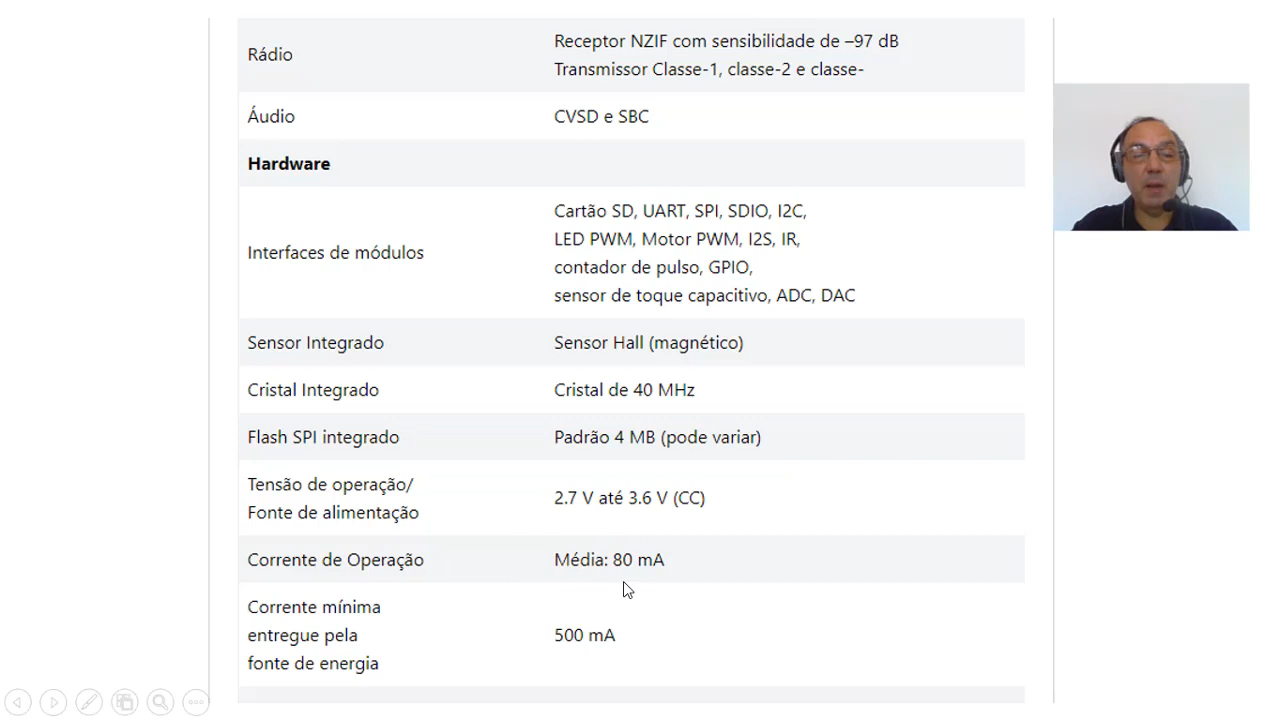 Rádio
Receptor NZIF com sensibilidade de –97 dB
Transmissor Classe-1, classe-2 e classe-
Áudio
CVSD e SBC
Hardware
Interfaces de módulos
Cartão SD, UART, SPI, SDIO, I2C,
LED PWM, Motor PWM, I2S, IR,
contador de pulso, GPIO,
sensor de toque capacitivo, ADC, DAC
Sensor Integrado
Sensor Hall (magnético)
Cristal Integrado
Cristal de 40 MHz
Flash SPI integrado
Padrão 4 MB (pode variar)
Tensão de operação/
Fonte de alimentação
2.7 V até 3.6 V (CC)
Corrente de Operação
Média: 80 mA
Corrente mínima
entregue pela
fonte de energia
500 mA